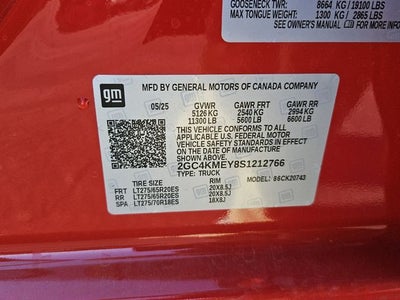 GOOSENECK TWR: 8664 KG/19100 LBS
MAX TONGUE WEIGHT: 1300 KG / 2865 LBS
SEE OWNER'S MANUAL FOR MORE
gm
MFD BY GENERAL MOTORS OF CANADA COMPANY
05/25 GVWR GAWR FRT GAWR RR
5126 KG 2540 KG 2994 KG
11300 LB 5600 LB 6600 LB
THIS VEHICLE CONFORMS TO ALL
APPLICABLE U.S. FEDERAL MOTOR
VEHICLE SAFETY STANDARDS IN EFFECT
ON THE DATE OF MANUFACTURE
SHOWN ABOVE.
2GC4KMEY8S1212766
TYPE: TRUCK
TIRE SIZE RIM MODEL: 86CK20743
FRT LT275/65R20ES 20X8.5J
RR LT275/65R20ES 20X8.5J
SPA LT275/70R18ES 18X8J